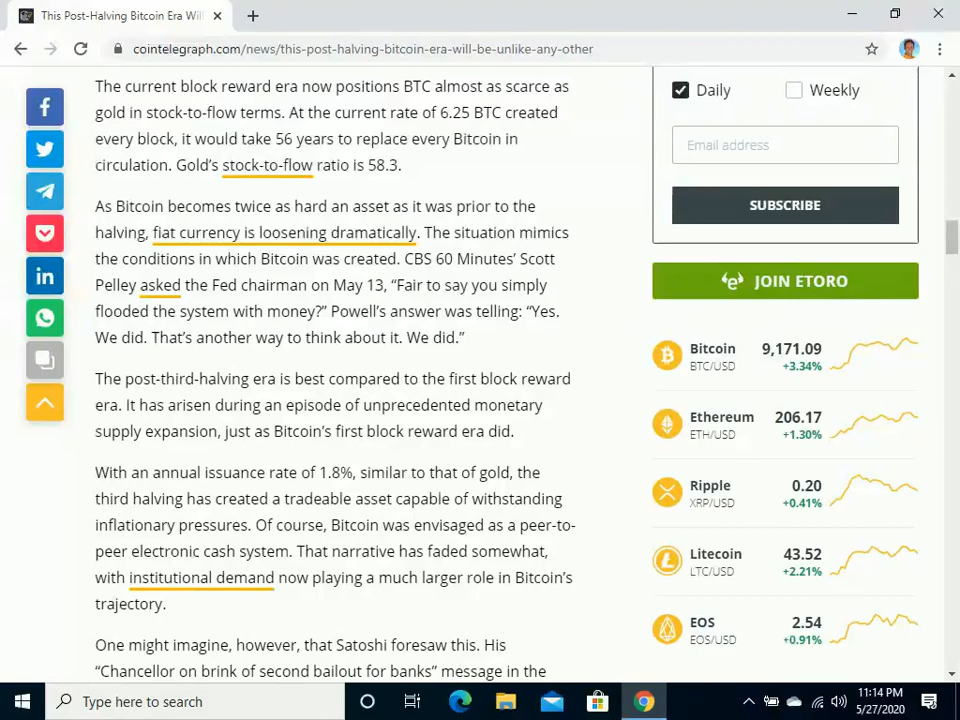 This Post-Halving Bitcoin Era Wil
cointelegraph.com/news/this-post-halving-bitcoin-era-will-be-unlike-any-other
The current block reward era now positions BTC almost as scarce as
gold in stock-to-flow terms. At the current rate of 6.25 BTC created
every block, it would take 56 years to replace every Bitcoin in
circulation. Gold’s stock-to-flow ratio is 58.3.
As Bitcoin becomes twice as hard an asset as it was prior to the
halving, fiat currency is loosening dramatically. The situation mimics
the conditions in which Bitcoin was created. CBS 60 Minutes’ Scott
Pelley asked the Fed chairman on May 13, “Fair to say you simply
flooded the system with money?” Powell’s answer was telling: “Yes.
We did. That’s another way to think about it. We did.”
The post-third-halving era is best compared to the first block reward
era. It has arisen during an episode of unprecedented monetary
supply expansion, just as Bitcoin’s first block reward era did.
With an annual issuance rate of 1.8%, similar to that of gold, the
third halving has created a tradeable asset capable of withstanding
inflationary pressures. Of course, Bitcoin was envisaged as a peer-to-
peer electronic cash system. That narrative has faded somewhat,
with institutional demand now playing a much larger role in Bitcoin’s
trajectory.
One might imagine, however, that Satoshi foresaw this. His
“Chancellor on brink of second bailout for banks” message in the
Daily
Weekly
Email address
SUBSCRIBE
JOIN ETORO
Bitcoin 9,171.09
BTC/USD +3.34%
Ethereum 206.17
ETH/USD +1.30%
Ripple 0.20
XRP/USD +0.41%
Litecoin 43.52
LTC/USD +2.21%
EOS 2.54
EOS/USD +0.91%
Type here to search
11:14 PM
5/27/2020